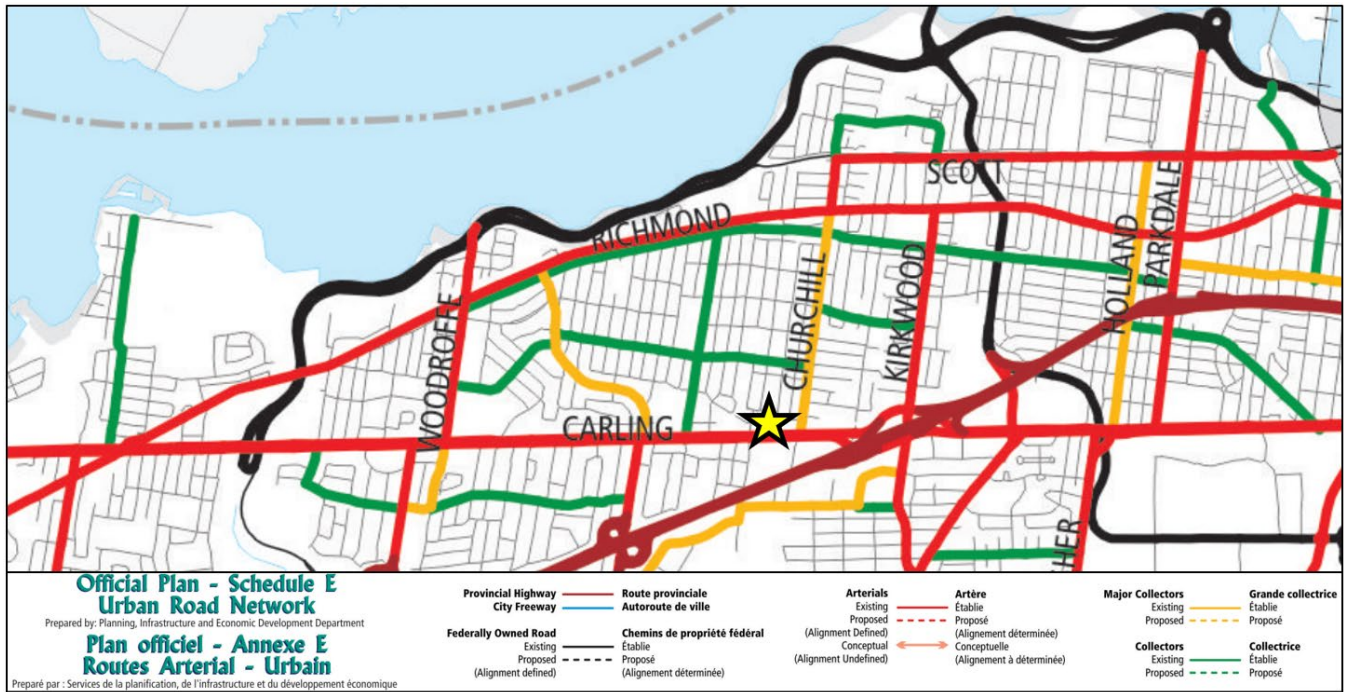 SCOTT
RICHMOND
PARKDALE
HOLLAND
CHURCHILL
KIRKWOOD
WOODROFFE
CARLING
HER
Official Plan - Schedule E
Urban Road Network
Prepared by: Planning, Infrastructure and Economic Development Department
Plan officiel - Annexe E
Routes Arterial - Urbain
Preparé par : Services de la planification, de l'infrastructure et du développement économique
Provincial Highway Route provinciale
City Freeway Autoroute de ville
Federally Owned Road Chemins de propriété fédéral
Existing Établie
Proposed Proposé
(Alignment defined) (Alignement déterminée)
Arterials Artère
Existing Établie
Proposed Proposé
(Alignment Defined) (Alignement déterminée)
Conceptual Conceptuelle
(Alignment Undefined) (Alignement à déterminée)
Major Collectors Grande collectrice
Existing Établie
Proposed Proposé
Collectors Collectrice
Existing Établie
Proposed Proposé